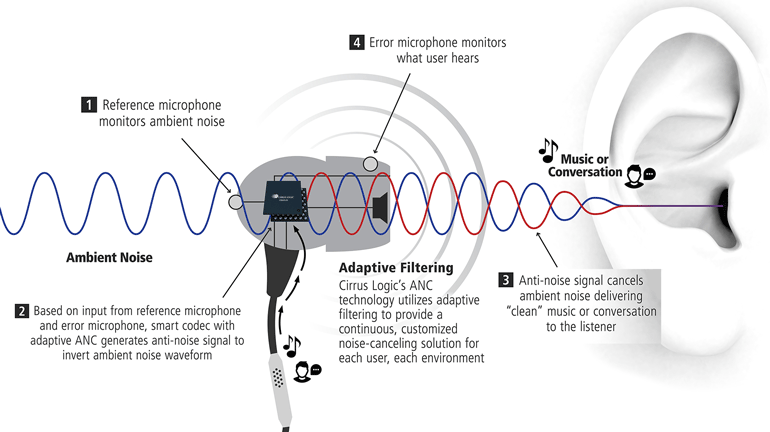 4 Error microphone monitors
what user hears
1 Reference microphone
monitors ambient noise
Music or
Conversation
Ambient Noise
Adaptive Filtering
Cirrus Logic's ANC
technology utilizes adaptive
filtering to provide a
continuous, customized
noise-canceling solution for
each user, each environment
3 Anti-noise signal cancels
ambient noise delivering
“clean” music or conversation
to the listener
2 Based on input from reference microphone
and error microphone, smart codec with
adaptive ANC generates anti-noise signal to
invert ambient noise waveform